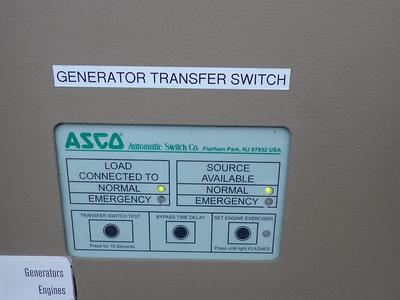 GENERATOR TRANSFER SWITCH
ASCO Automatic Switch Co. Florham Park, NJ 07932 USA
LOAD
CONNECTED TO
NORMAL
EMERGENCY
SOURCE
AVAILABLE
NORMAL
EMERGENCY
TRANSFER SWITCH TEST
Press for 15 Seconds
BYPASS TIME DELAY
SET ENGINE EXERCISER
Press until light FLASHES
Generators
Engines